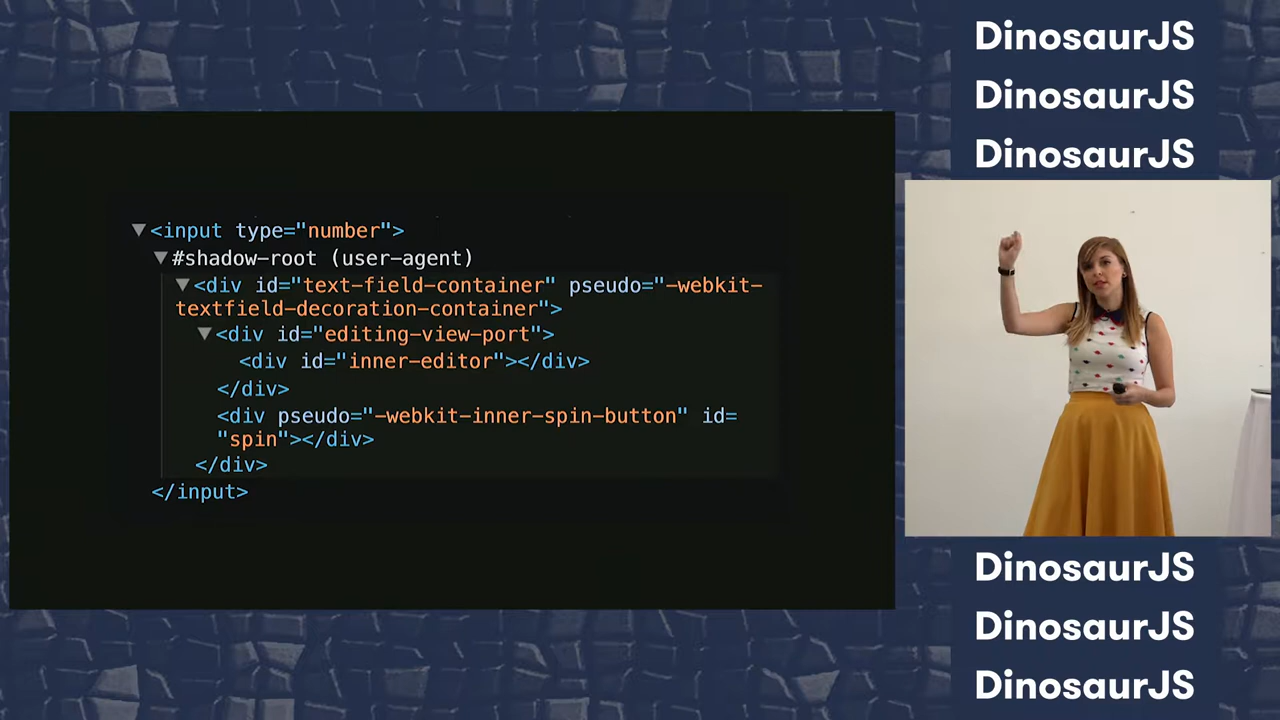 DinosaurJS
DinosaurJS
DinosaurJS
▼<input type="number">
▼#shadow-root (user-agent)
▼<div id="text-field-container" pseudo="-webkit-
textfield-decoration-container">
▼<div id="editing-view-port">
<div id="inner-editor"></div>
</div>
<div pseudo="-webkit-inner-spin-button" id=
"spin"></div>
</div>
</input>
DinosaurJS
DinosaurJS
DinosaurJS